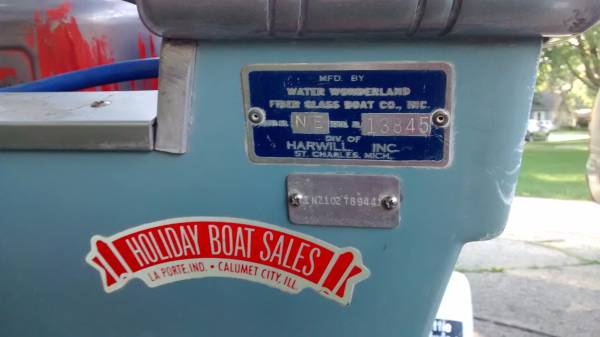 MFD. BY
WATER WONDERLAND
FIBER GLASS BOAT CO., INC.
NE 13845
DIV. OF
HARWILL, INC.
ST. CHARLES, MICH.
HOLIDAY BOAT SALES
LA PORTE, IND. • CALUMET CITY, ILL.